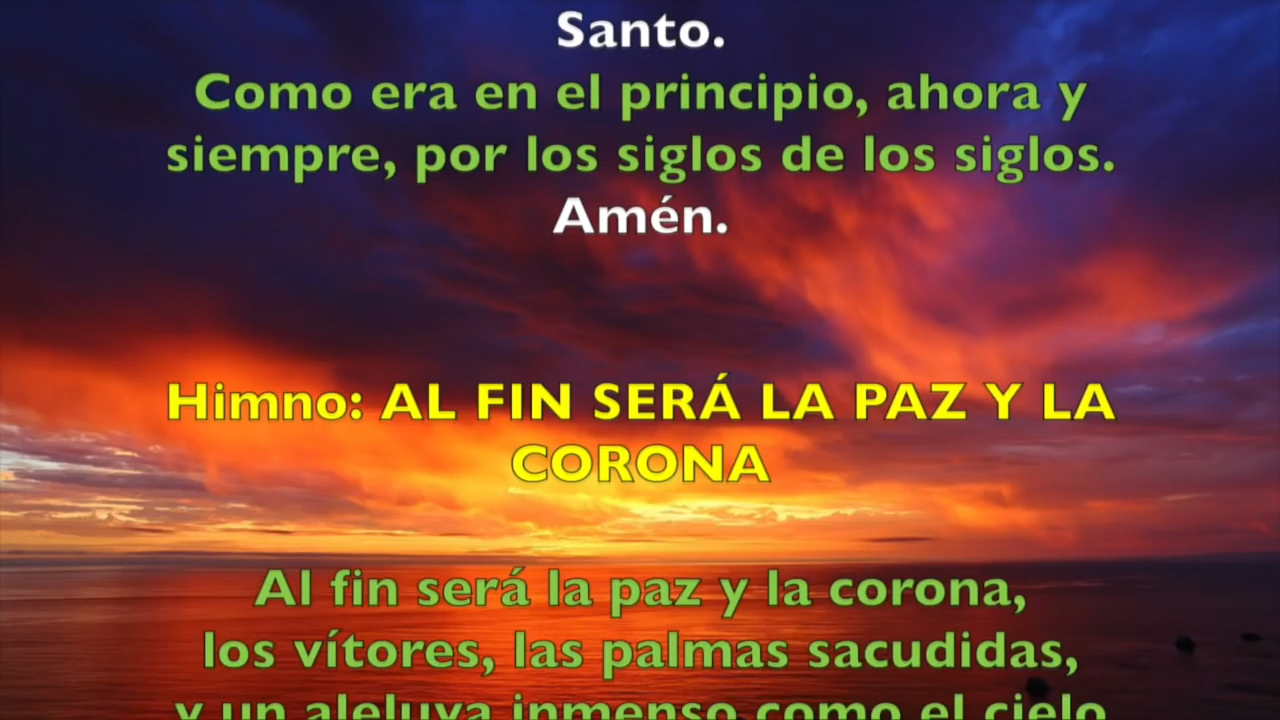 Santo.
Como era en el principio, ahora y
siempre, por los siglos de los siglos.
Amén.
Himno: AL FIN SERÁ LA PAZ Y LA
CORONA
Al fin será la paz y la corona,
los vítores, las palmas sacudidas,
y un aleluya inmenso como el cielo